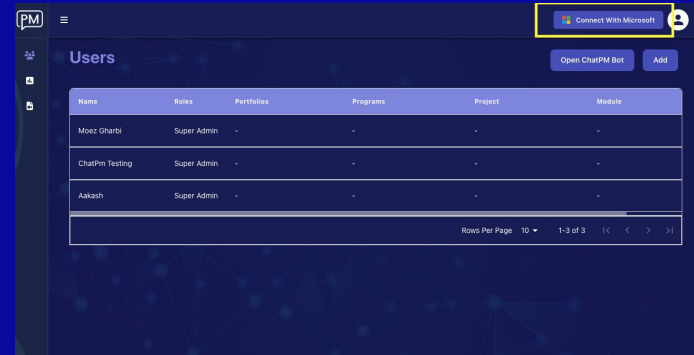 PM
Connect With Microsoft
Users
Open ChatPM Bot
Add
Name Roles Portfolios Programs Project Module
Moez Gharbi Super Admin - - - -
ChatPm Testing Super Admin - - - -
Aakash Super Admin - - - -
Rows Per Page 10 1-3 of 3